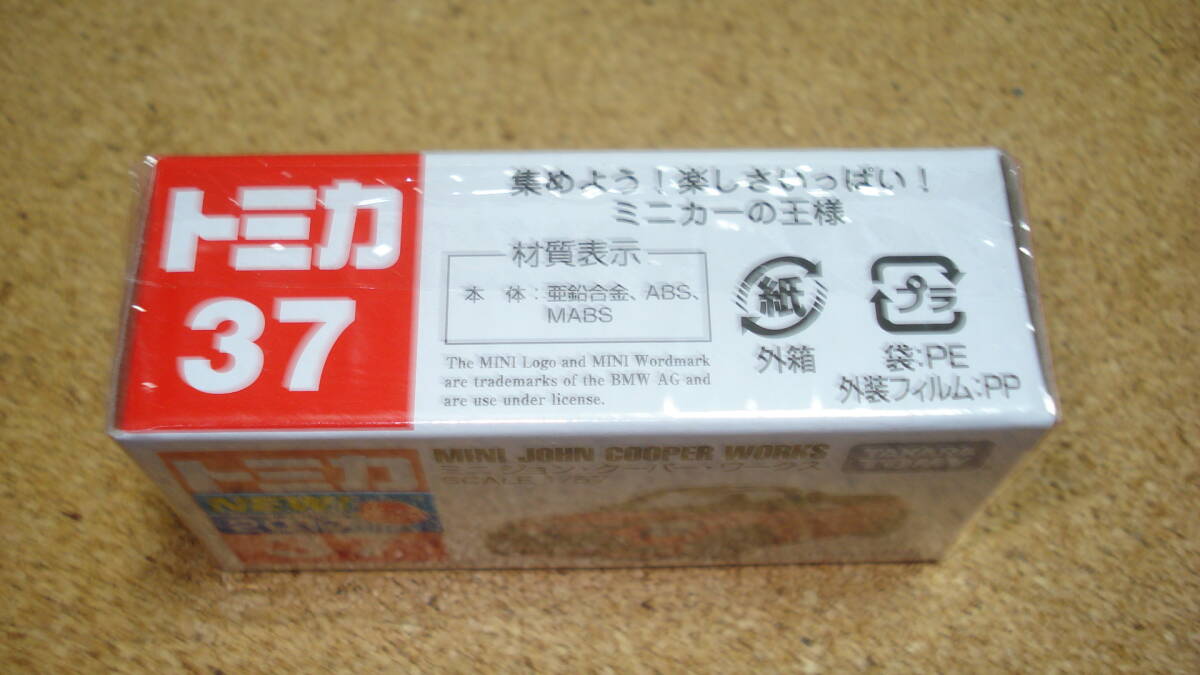 トミカ
37
集めよう！楽しさいっぱい！
ミニカーの王様
材質表示
本 体：亜鉛合金、ABS、
MABS
The MINI Logo and MINI Wordmark
are trademarks of the BMW AG and
are use under license.
紙
外箱
プラ
袋：PE
外装フィルム：PP
トミカ
NEW!
37
MINI JOHN COOPER WORKS
ミニ ジョン・クーパー・ワークス
SCALE
TAKARA
TOMY